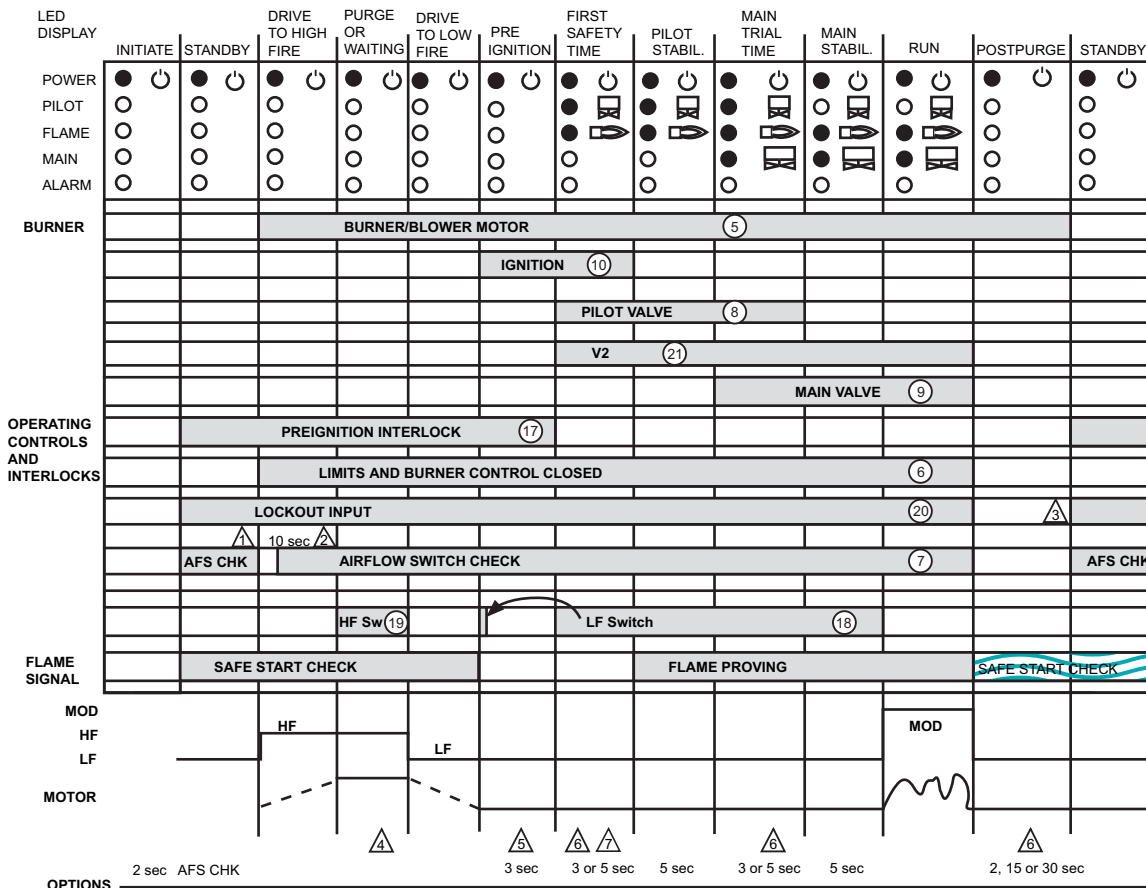 LED
DISPLAY
INITIATE
STANDBY
DRIVE
TO HIGH
FIRE
PURGE
OR
WAITING
DRIVE
TO LOW
FIRE
PRE
IGNITION
FIRST
SAFETY
TIME
PILOT
STABIL.
MAIN
TRIAL
TIME
MAIN
STABIL.
RUN
POSTPURGE
STANDBY
POWER
PILOT
FLAME
MAIN
ALARM
BURNER
BURNER/BLOWER MOTOR 5
IGNITION 10
PILOT VALVE 8
V2 21
MAIN VALVE 9
OPERATING
CONTROLS
AND
INTERLOCKS
PREIGNITION INTERLOCK 17
LIMITS AND BURNER CONTROL CLOSED 6
LOCKOUT INPUT 20 3
1 10 sec 2
AFS CHK AIRFLOW SWITCH CHECK 7 AFS CHK
HF Sw 19 LF Switch 18
FLAME
SIGNAL
SAFE START CHECK FLAME PROVING SAFE START CHECK
MOD
HF
LF
HF
LF
MOD
MOTOR
4 5 6 7 6 6
2 sec AFS CHK 3 sec 3 or 5 sec 5 sec 3 or 5 sec 5 sec 2, 15 or 30 sec
OPTIONS